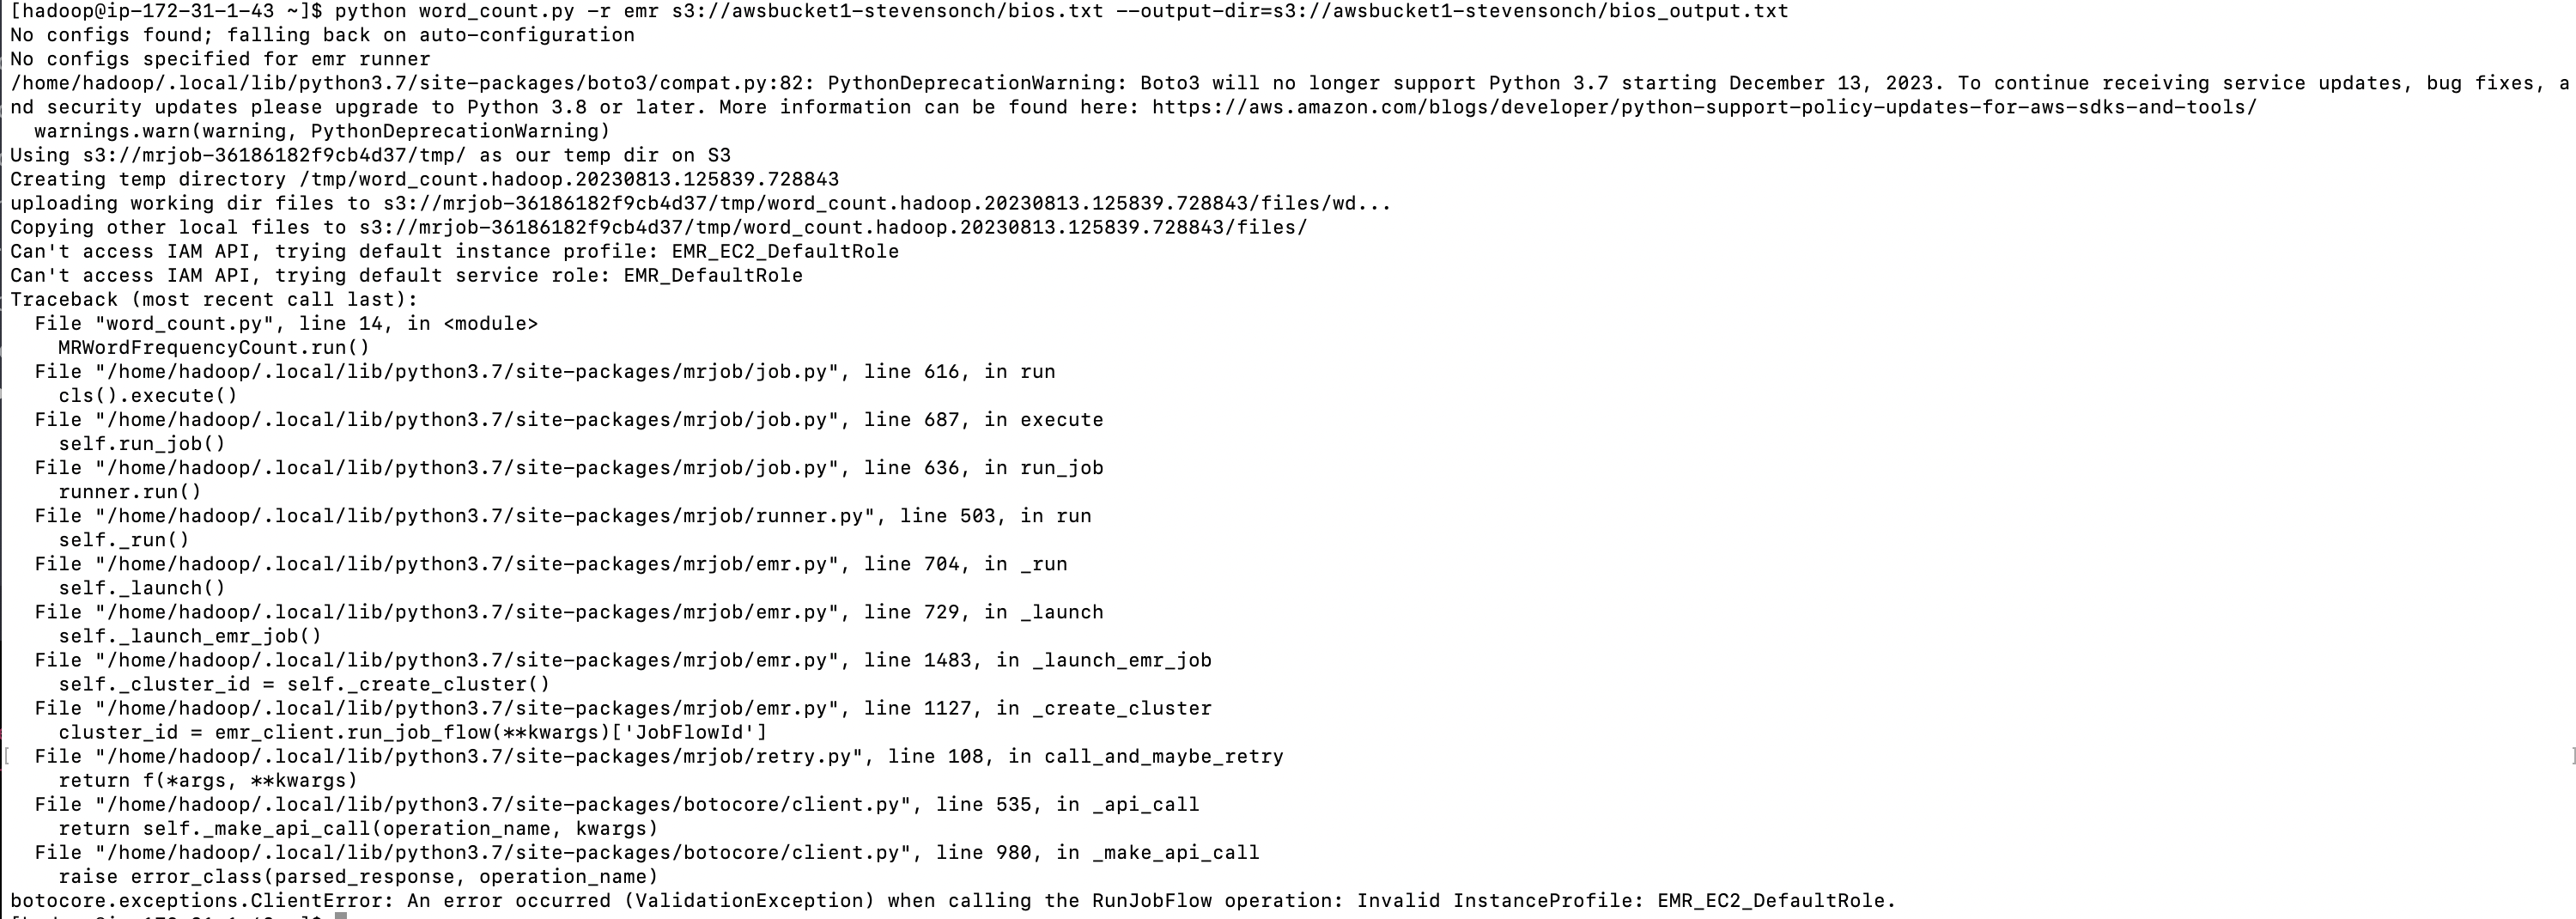 [hadoop@ip-172-31-1-43 ~]$ python word_count.py -r emr s3://awsbucket1-stevensonch/bios.txt --output-dir=s3://awsbucket1-stevensonch/bios_output.txt
No configs found; falling back on auto-configuration
No configs specified for emr runner
/home/hadoop/.local/lib/python3.7/site-packages/boto3/compat.py:82: PythonDeprecationWarning: Boto3 will no longer support Python 3.7 starting December 13, 2023. To continue receiving service updates, bug fixes, a
nd security updates please upgrade to Python 3.8 or later. More information can be found here: https://aws.amazon.com/blogs/developer/python-support-policy-updates-for-aws-sdks-and-tools/
  warnings.warn(warning, PythonDeprecationWarning)
Using s3://mrjob-36186182f9cb4d37/tmp/ as our temp dir on S3
Creating temp directory /tmp/word_count.hadoop.20230813.125839.728843
uploading working dir files to s3://mrjob-36186182f9cb4d37/tmp/word_count.hadoop.20230813.125839.728843/files/wd...
Copying other local files to s3://mrjob-36186182f9cb4d37/tmp/word_count.hadoop.20230813.125839.728843/files/
Can't access IAM API, trying default instance profile: EMR_EC2_DefaultRole
Can't access IAM API, trying default service role: EMR_DefaultRole
Traceback (most recent call last):
  File "word_count.py", line 14, in <module>
    MRWordFrequencyCount.run()
  File "/home/hadoop/.local/lib/python3.7/site-packages/mrjob/job.py", line 616, in run
    cls().execute()
  File "/home/hadoop/.local/lib/python3.7/site-packages/mrjob/job.py", line 687, in execute
    self.run_job()
  File "/home/hadoop/.local/lib/python3.7/site-packages/mrjob/job.py", line 636, in run_job
    runner.run()
  File "/home/hadoop/.local/lib/python3.7/site-packages/mrjob/runner.py", line 503, in run
    self._run()
  File "/home/hadoop/.local/lib/python3.7/site-packages/mrjob/emr.py", line 704, in _run
    self._launch()
  File "/home/hadoop/.local/lib/python3.7/site-packages/mrjob/emr.py", line 729, in _launch
    self._launch_emr_job()
  File "/home/hadoop/.local/lib/python3.7/site-packages/mrjob/emr.py", line 1483, in _launch_emr_job
    self._cluster_id = self._create_cluster()
  File "/home/hadoop/.local/lib/python3.7/site-packages/mrjob/emr.py", line 1127, in _create_cluster
    cluster_id = emr_client.run_job_flow(**kwargs)['JobFlowId']
[ File "/home/hadoop/.local/lib/python3.7/site-packages/mrjob/retry.py", line 108, in call_and_maybe_retry ]
    return f(*args, **kwargs)
  File "/home/hadoop/.local/lib/python3.7/site-packages/botocore/client.py", line 535, in _api_call
    return self._make_api_call(operation_name, kwargs)
  File "/home/hadoop/.local/lib/python3.7/site-packages/botocore/client.py", line 980, in _make_api_call
    raise error_class(parsed_response, operation_name)
botocore.exceptions.ClientError: An error occurred (ValidationException) when calling the RunJobFlow operation: Invalid InstanceProfile: EMR_EC2_DefaultRole.